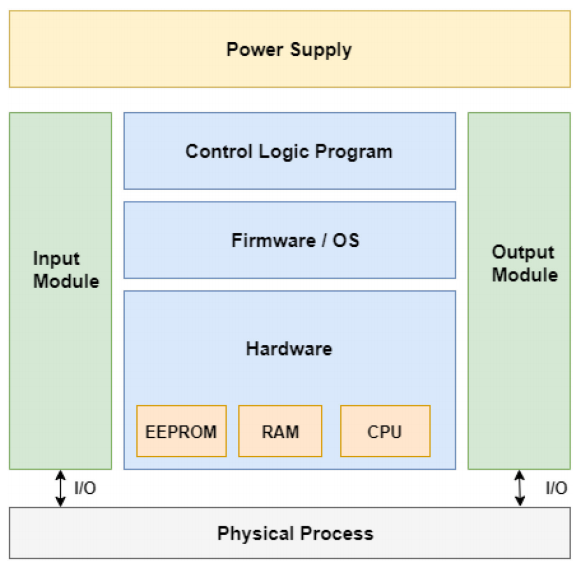 Power Supply
Control Logic Program
Firmware / OS
Input
Module
Output
Module
Hardware
EEPROM
RAM
CPU
I/O
I/O
Physical Process